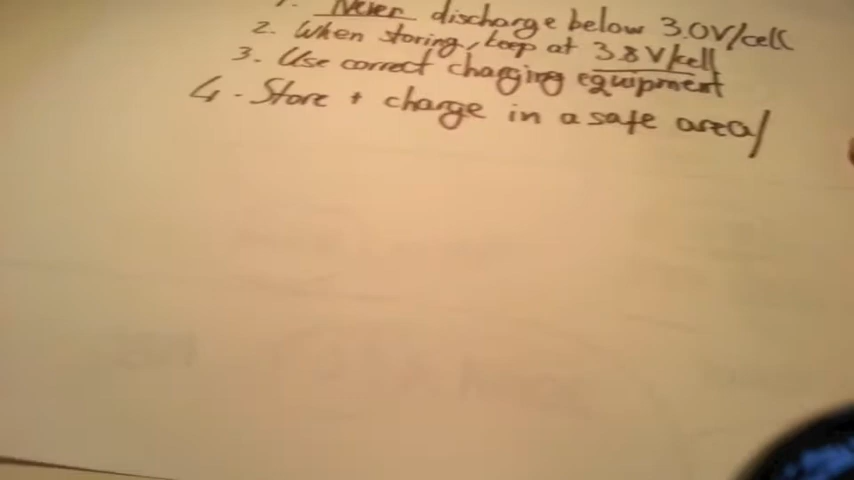 1. Never discharge below 3.0V/cell
2. When storing, keep at 3.8V/cell
3. Use correct charging equipment
4. Store + charge in a safe area/